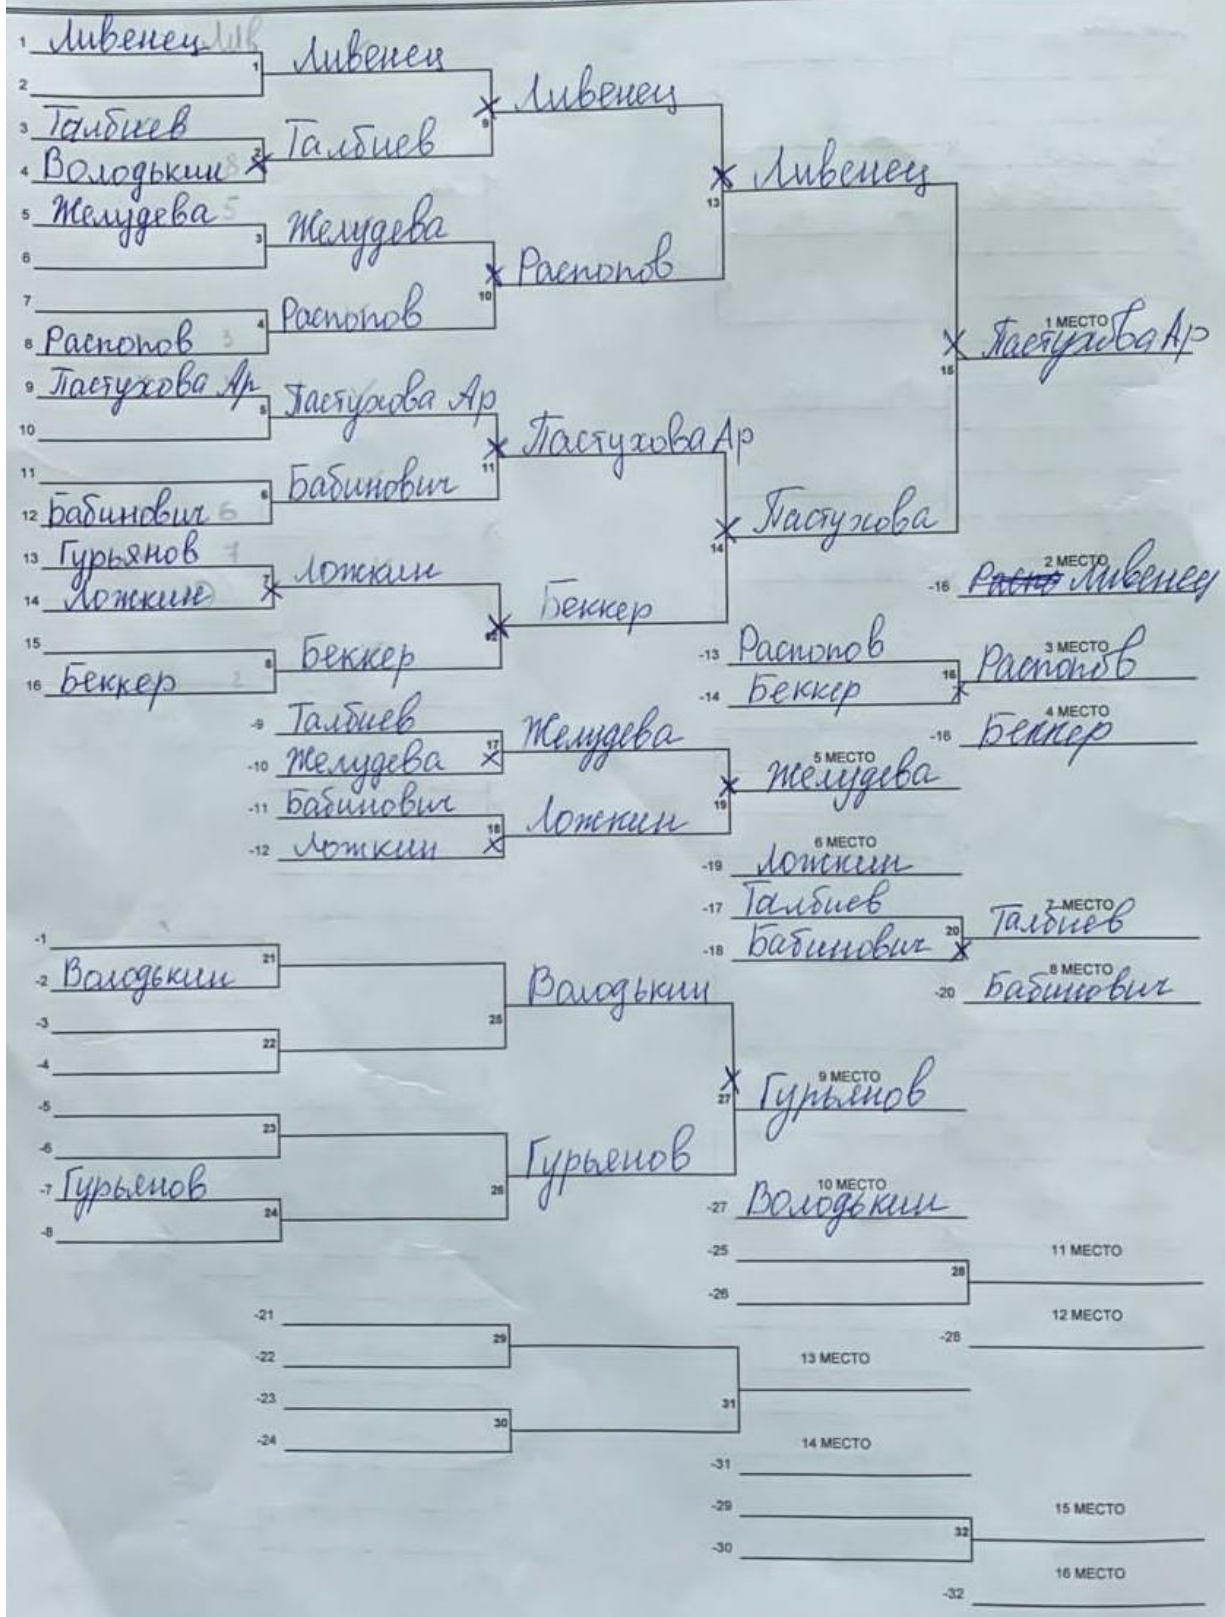 1 Ливенец Лив
1 Ливенец
2
9 Ливенец
3 Талбиев
2 Талбиев
4 Володькин 8
13 Ливенец
5 Желудева 5
3 Желудева
6
10 Распопов
7
4 Распопов
8 Распопов 3
1 МЕСТО
15 Пастухова Ар
9 Пастухова Ар
5 Пастухова Ар
10
11 Пастухова Ар
11
6 Бабинович
12 Бабинович 6
14 Пастухова
13 Гурьянов 7
7 Ложкин
14 Ложкин
2 МЕСТО
-16 Ливенец
12 Беккер
15
8 Беккер
16 Беккер 2
-13 Распопов
3 МЕСТО
16 Распопов
-14 Беккер
4 МЕСТО
-16 Беккер
-9 Талбиев
17 Желудева
-10 Желудева
5 МЕСТО
19 Желудева
-11 Бабинович
18 Ложкин
-12 Ложкин
6 МЕСТО
-19 Ложкин
-17 Талбиев
7 МЕСТО
20 Талбиев
-18 Бабинович
8 МЕСТО
-20 Бабинович
-1
21
-2 Володькин
25 Володькин
-3
22
-4
9 МЕСТО
27 Гурьянов
-5
23
-6
26 Гурьянов
-7 Гурьянов
24
-8
10 МЕСТО
-27 Володькин
-25
11 МЕСТО
28
-26
12 МЕСТО
-28
-21
29
-22
13 МЕСТО
31
-23
30
-24
14 МЕСТО
-31
-29
15 МЕСТО
32
-30
16 МЕСТО
-32